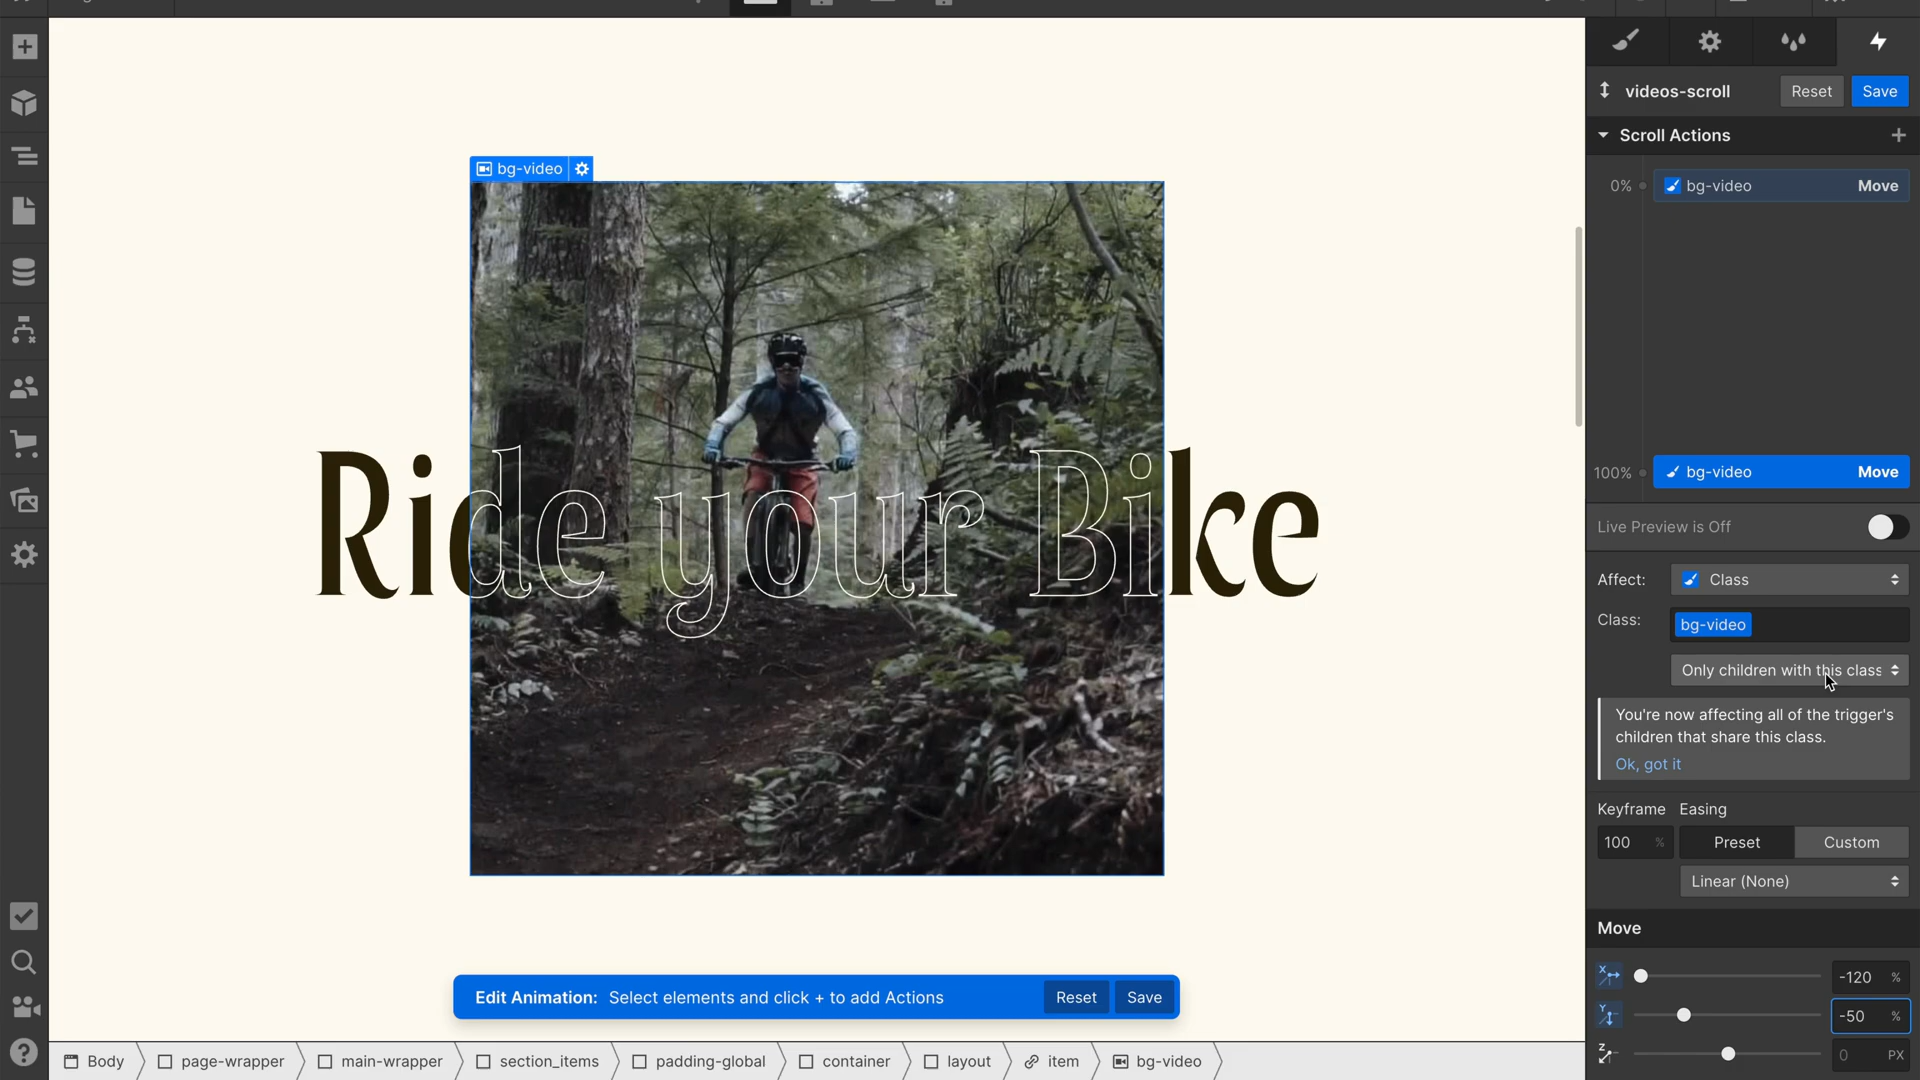 videos-scroll
Reset
Save
Scroll Actions
0%
bg-video
Move
bg-video
100%
bg-video
Move
Ride your Bike
Live Preview is Off
Affect:
Class
Class:
bg-video
Only children with this class
You're now affecting all of the trigger's
children that share this class.
Ok, got it
Keyframe
Easing
100 %
Preset
Custom
Linear (None)
Move
X
-120 %
Y
-50 %
Z
0 PX
Edit Animation: Select elements and click + to add Actions
Reset
Save
Body
page-wrapper
main-wrapper
section_items
padding-global
container
layout
item
bg-video